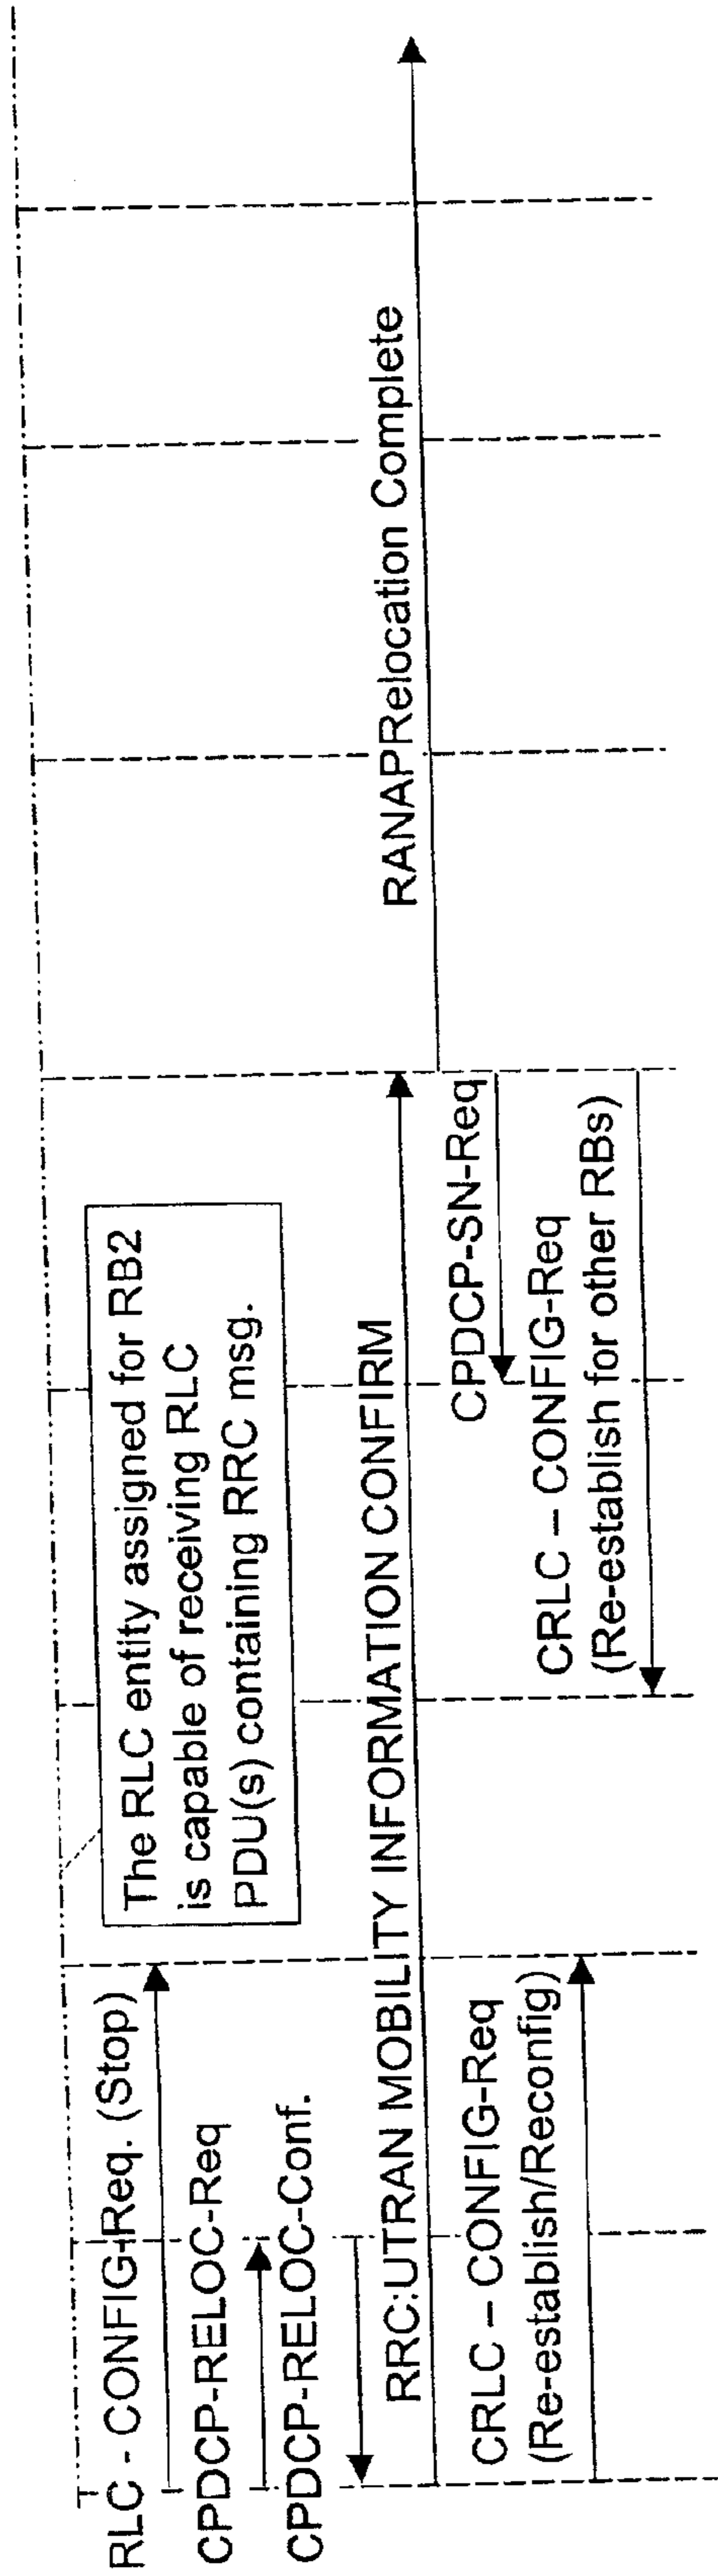 RLC - CONFIG-Req. (Stop)
CPDCP-RELOC-Req
CPDCP-RELOC-Conf.
The RLC entity assigned for RB2
is capable of receiving RLC
PDU(s) containing RRC msg.
RRC:UTRAN MOBILITY INFORMATION CONFIRM
RANAPRelocation Complete
CRLC – CONFIG-Req
(Re-establish/Reconfig)
CPDCP-SN-Req
CRLC – CONFIG-Req
(Re-establish for other RBs)